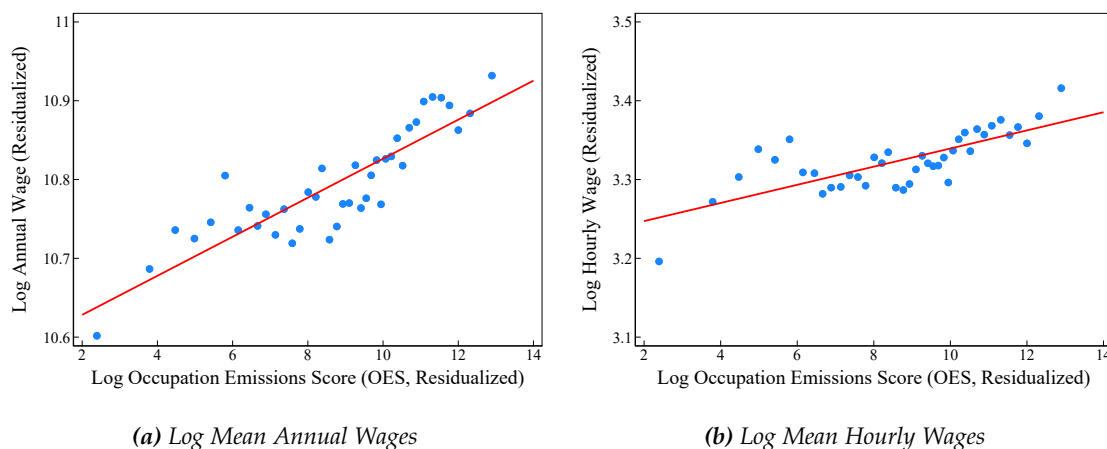 Log Annual Wage (Residualized)
11
10.9
10.8
10.7
10.6
2 4 6 8 10 12 14
Log Occupation Emissions Score (OES, Residualized)
(a) Log Mean Annual Wages
Log Hourly Wage (Residualized)
3.5
3.4
3.3
3.2
3.1
2 4 6 8 10 12 14
Log Occupation Emissions Score (OES, Residualized)
(b) Log Mean Hourly Wages